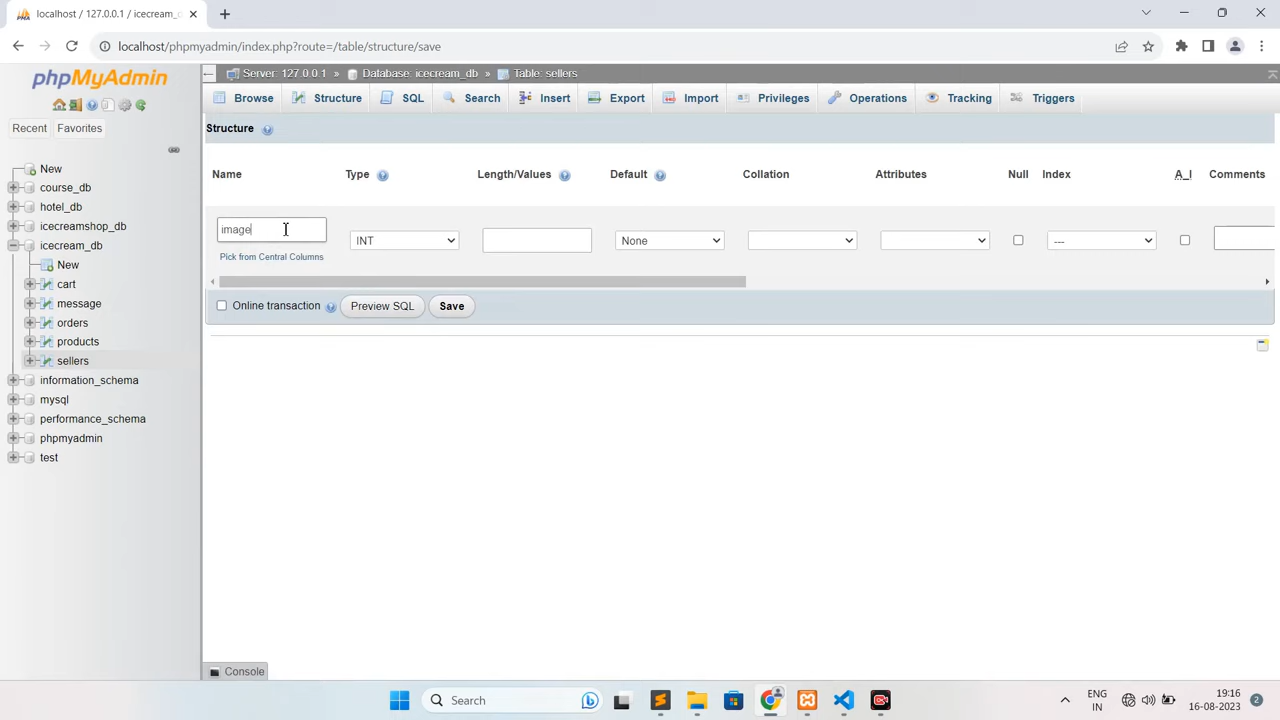 localhost / 127.0.0.1 / icecream_
localhost/phpmyadmin/index.php?route=/table/structure/save
phpMyAdmin
Recent Favorites
New
course_db
hotel_db
icecreamshop_db
icecream_db
New
cart
message
orders
products
sellers
information_schema
mysql
performance_schema
phpmyadmin
test
Server: 127.0.0.1 » Database: icecream_db » Table: sellers
Browse Structure SQL Search Insert Export Import Privileges Operations Tracking Triggers
Structure
Name Type Length/Values Default Collation Attributes Null Index A_I Comments
image INT None ---
Pick from Central Columns
Online transaction Preview SQL Save
Console
Search
ENG
IN
19:16
16-08-2023
2